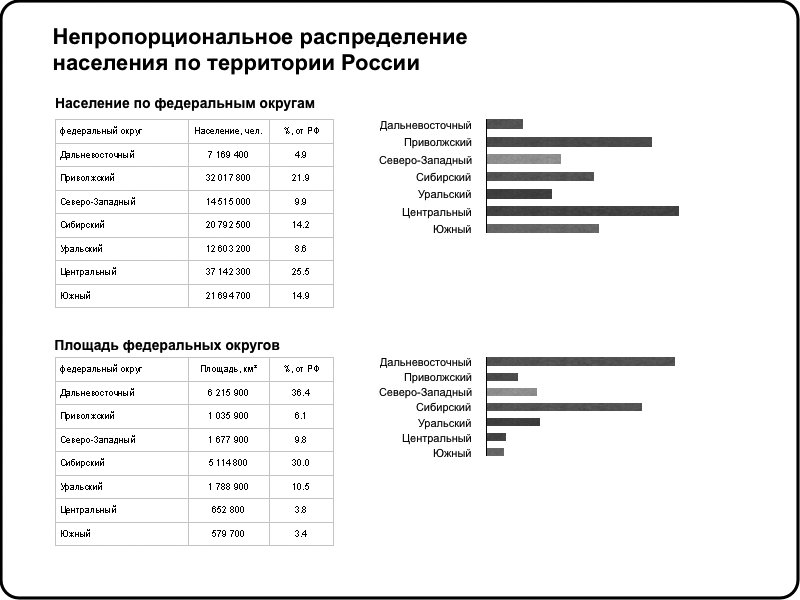 Непропорциональное распределение
населения по территории России
Население по федеральным округам
федеральный округ Население, чел. %, от РФ
Дальневосточный 7 169 400 4.9
Приволжский 32 017 800 21.9
Северо-Западный 14 515 000 9.9
Сибирский 20 792 500 14.2
Уральский 12 603 200 8.6
Центральный 37 142 300 25.5
Южный 21 694 700 14.9
Дальневосточный
Приволжский
Северо-Западный
Сибирский
Уральский
Центральный
Южный
Площадь федеральных округов
федеральный округ Площадь, км² %, от РФ
Дальневосточный 6 215 900 36.4
Приволжский 1 035 900 6.1
Северо-Западный 1 677 900 9.8
Сибирский 5 114 800 30.0
Уральский 1 788 900 10.5
Центральный 652 800 3.8
Южный 579 700 3.4
Дальневосточный
Приволжский
Северо-Западный
Сибирский
Уральский
Центральный
Южный